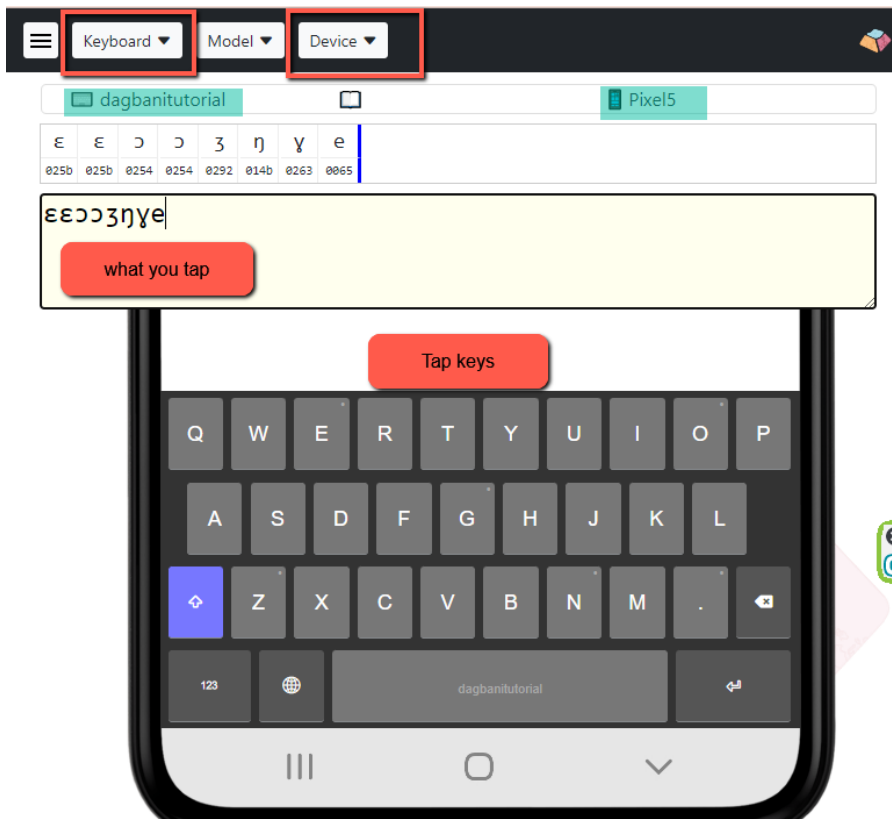 Keyboard ▼ Model ▼ Device ▼
dagbanitutorial Pixel5
ɛ ɛ ɔ ɔ ʒ ŋ ɣ e
025b 025b 0254 0254 0292 014b 0263 0065
ɛɛɔɔʒŋɣe
what you tap
Tap keys
Q W E R T Y U I O P
A S D F G H J K L
Z X C V B N M .
123 dagbanitutorial